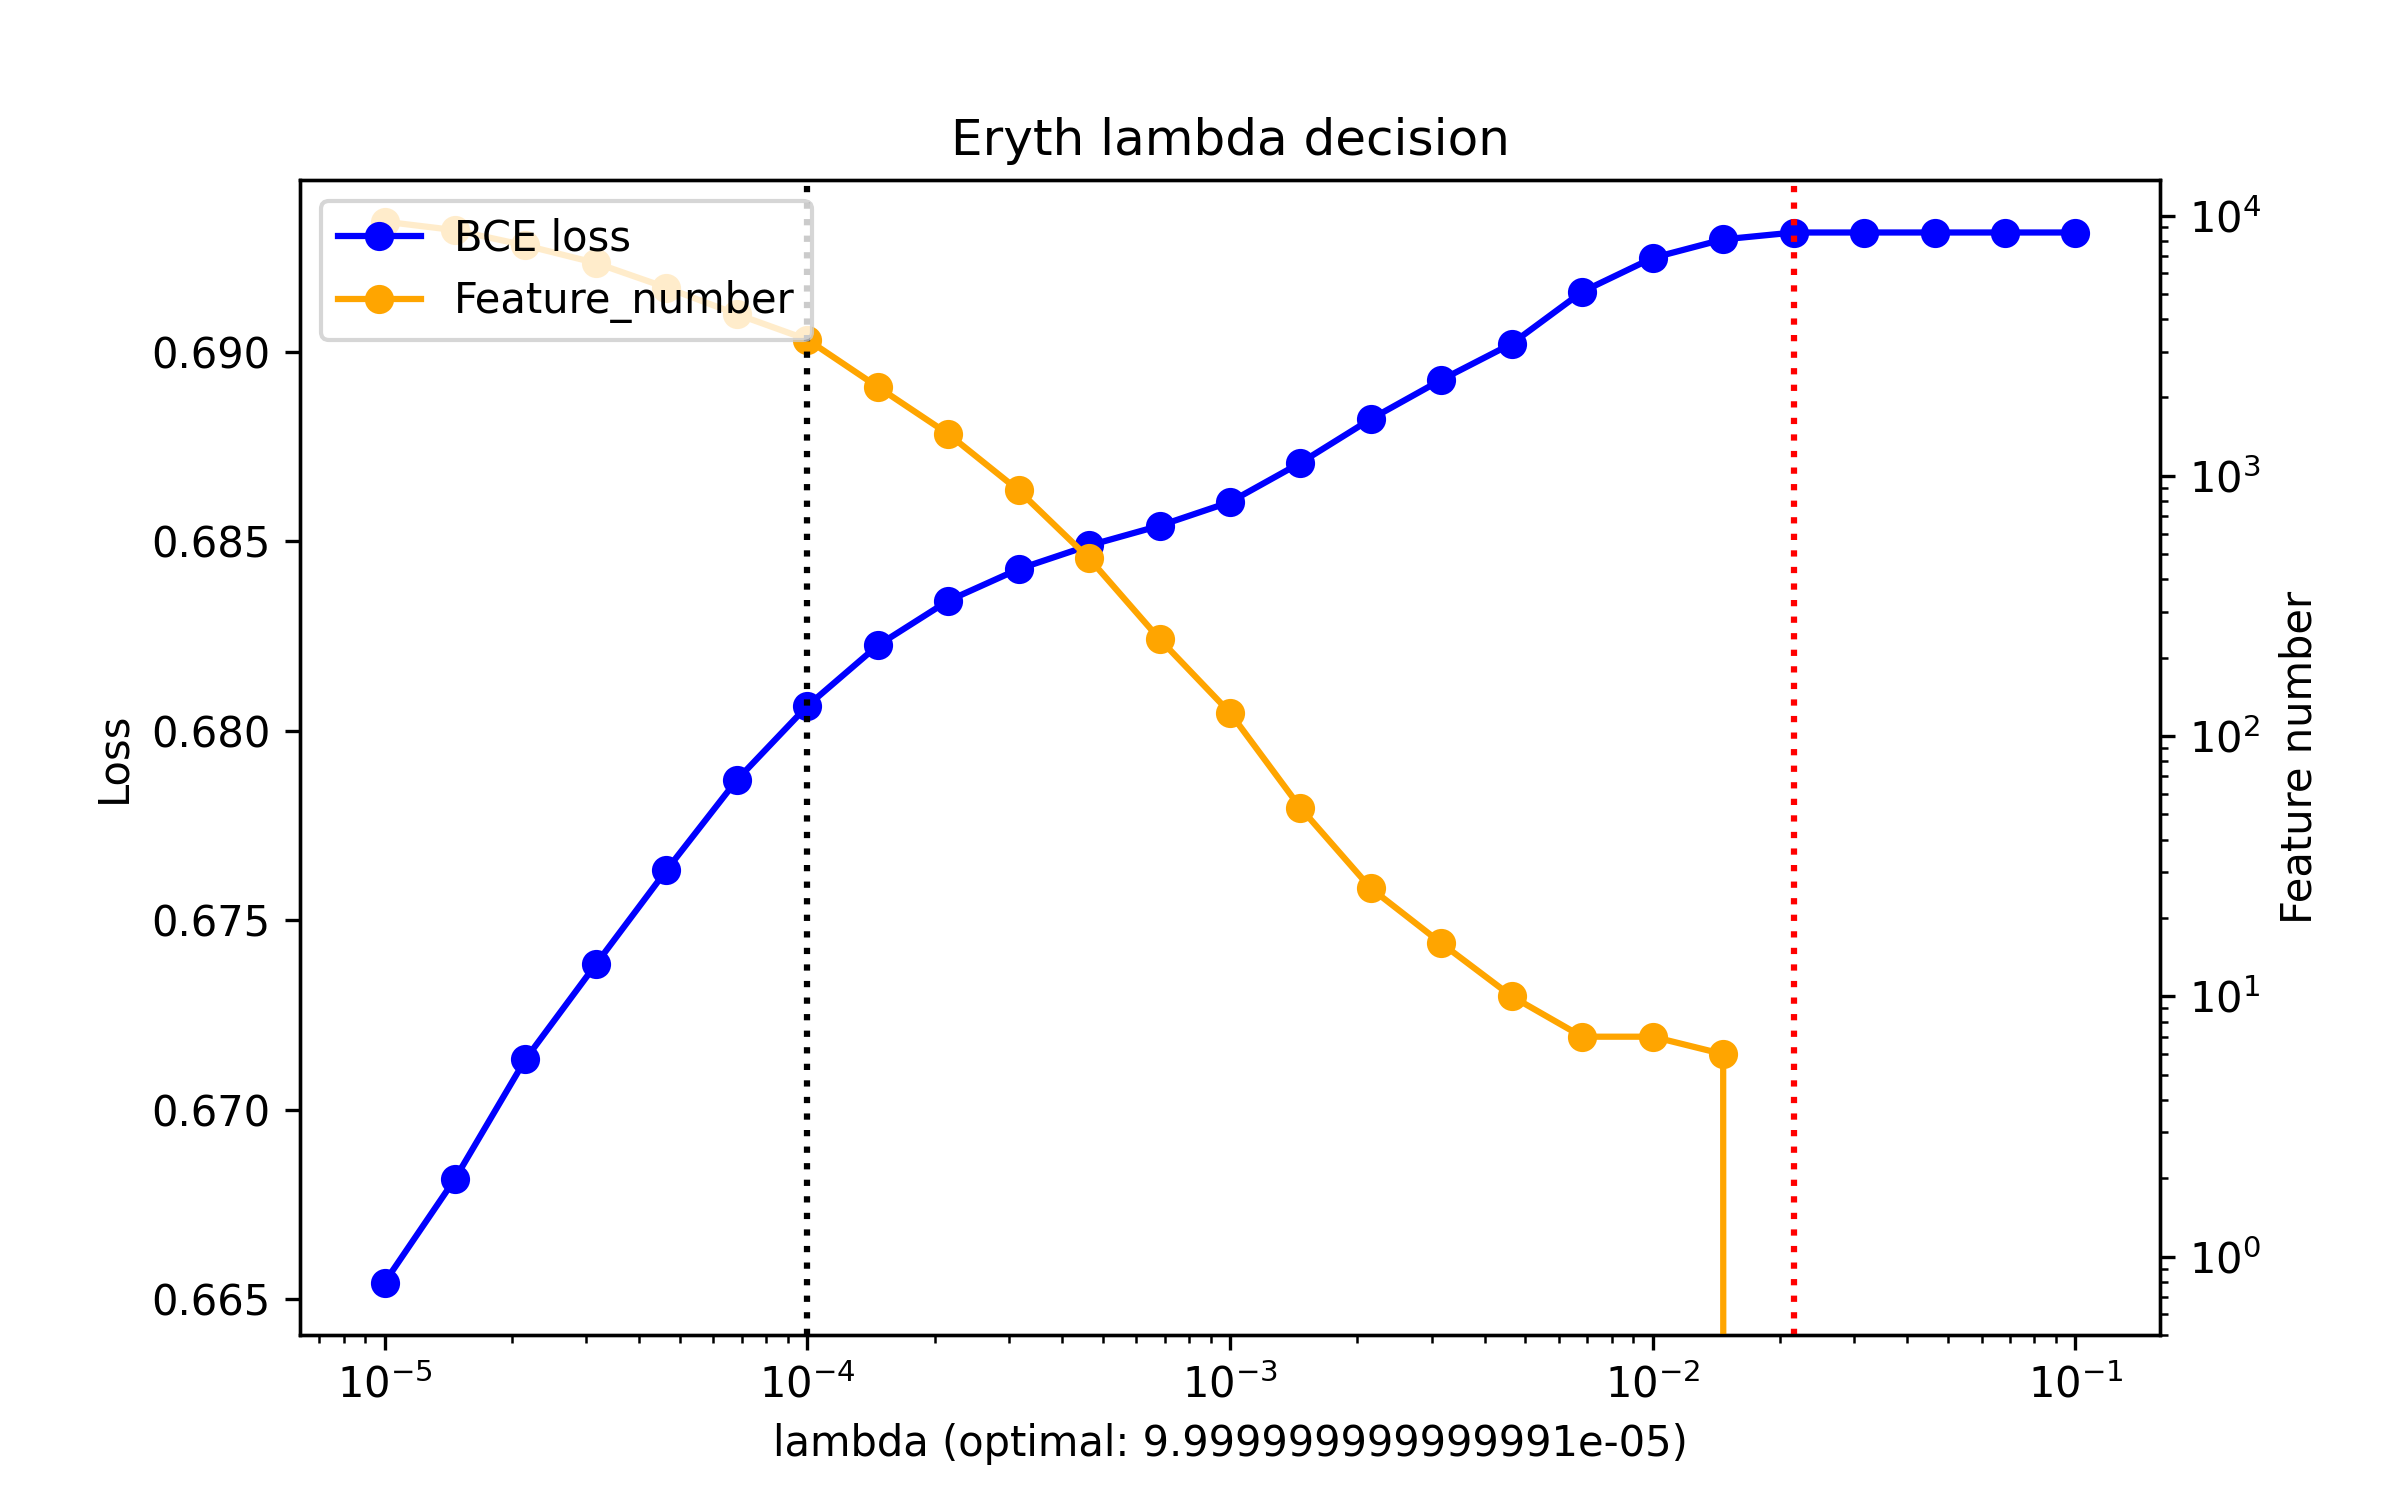 Eryth lambda decision
BCE loss
Feature_number
0.690
0.685
0.680
0.675
0.670
0.665
Loss
10⁴
10³
10²
10¹
10⁰
Feature number
10⁻⁵ 10⁻⁴ 10⁻³ 10⁻² 10⁻¹
lambda (optimal: 9.999999999999991e-05)